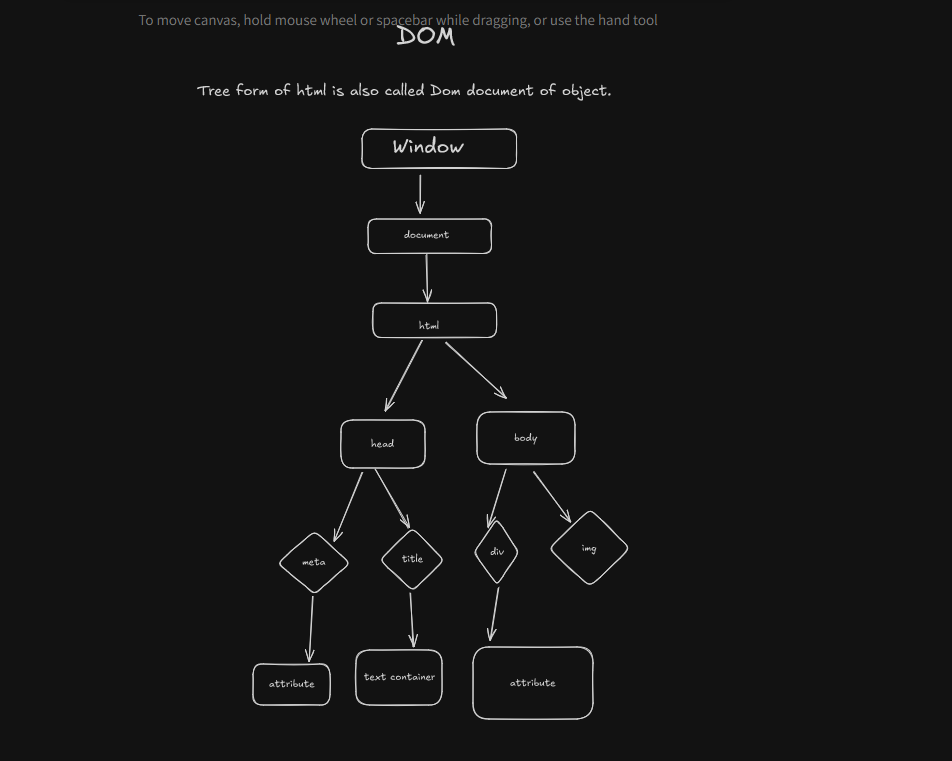 To move canvas, hold mouse wheel or spacebar while dragging, or use the hand tool
DOM
Tree form of html is also called Dom document of object.
Window
document
html
head
body
meta
title
div
img
attribute
text container
attribute